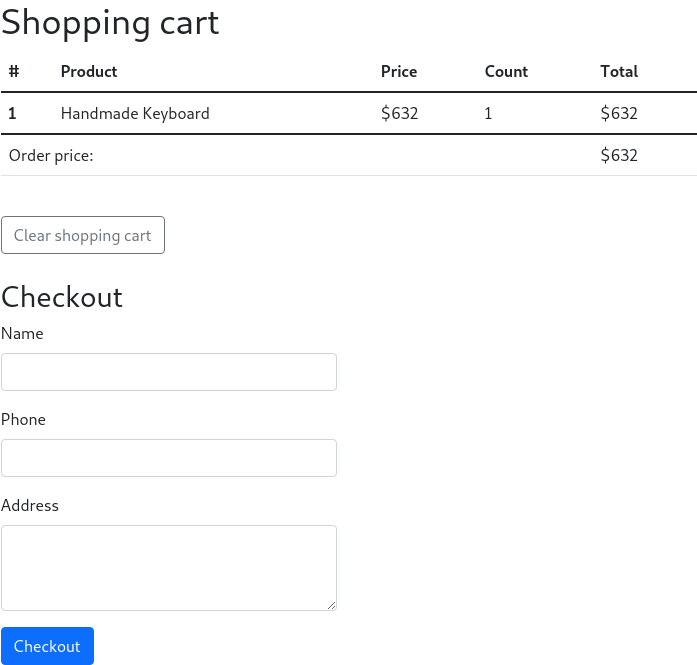 Shopping cart
# Product Price Count Total
1 Handmade Keyboard $632 1 $632
Order price: $632
Clear shopping cart
Checkout
Name
Phone
Address
Checkout